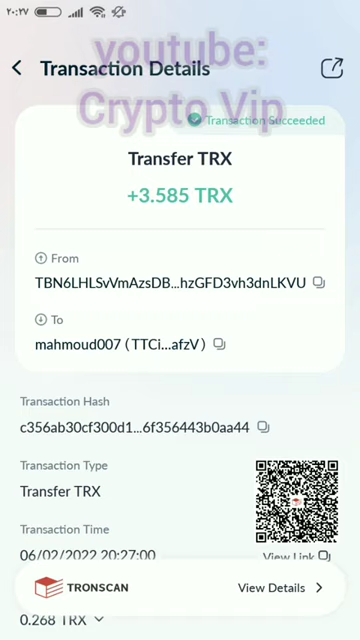 ٢٠:٢٧
youtube:
Transaction Details
Crypto Vip
Transaction Succeeded
Transfer TRX
+3.585 TRX
From
TBN6LHLSvVmAzsDB...hzGFD3vh3dnLKVU
To
mahmoud007 (TTCi...afzV)
Transaction Hash
c356ab30cf300d1...6f356443b0aa44
Transaction Type
Transfer TRX
Transaction Time
06/02/2022 20:27:00
View Link
TRONSCAN
View Details
0.268 TRX